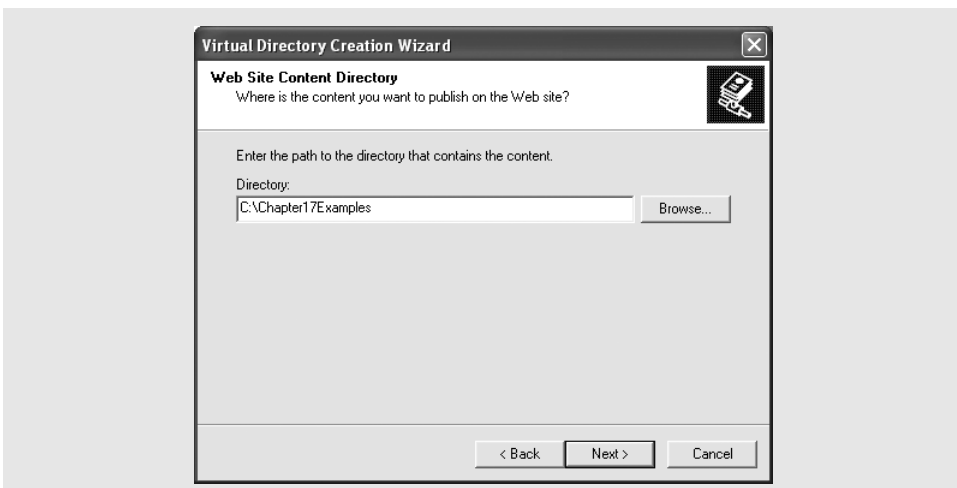 Virtual Directory Creation Wizard
Web Site Content Directory
Where is the content you want to publish on the Web site?
Enter the path to the directory that contains the content.
Directory:
C:\Chapter17Examples
Browse...
< Back
Next >
Cancel